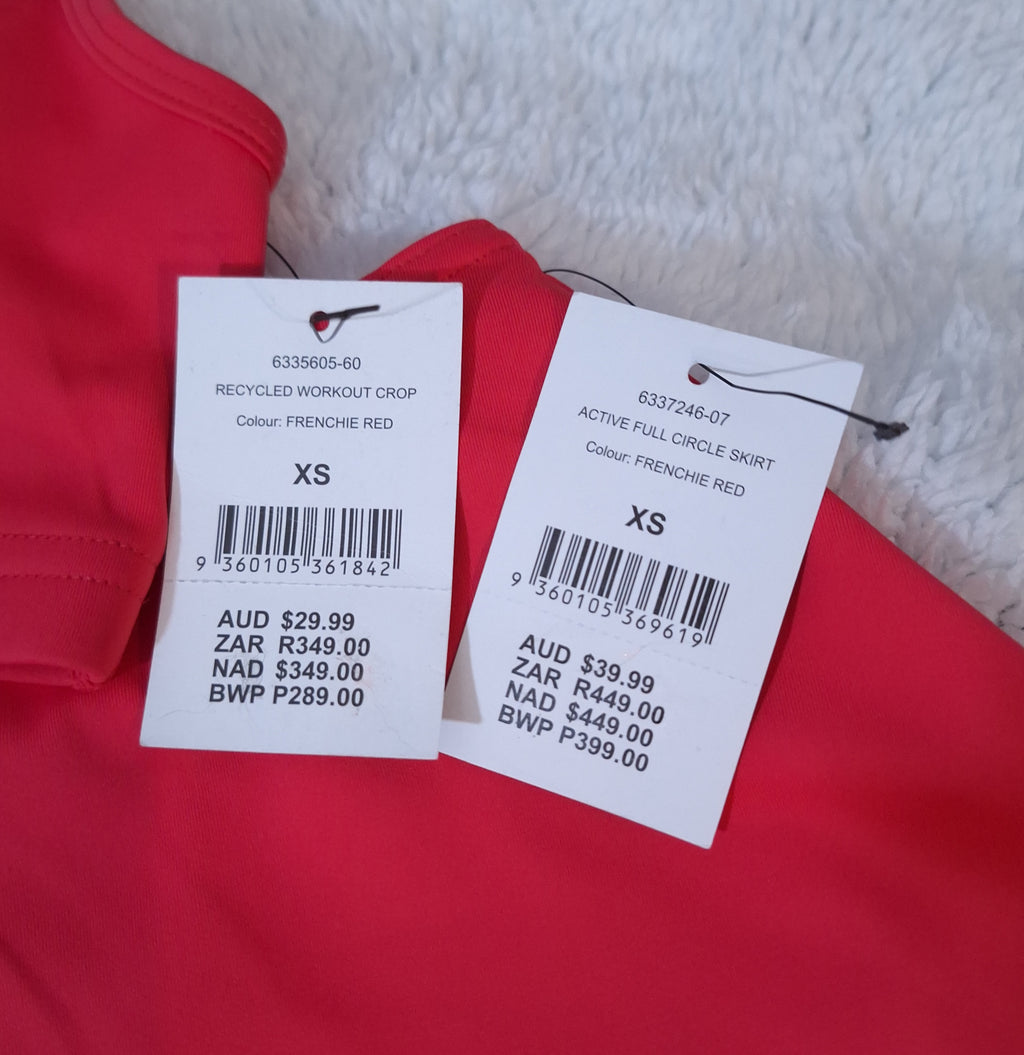 6335605-60
RECYCLED WORKOUT CROP
Colour: FRENCHIE RED
XS
9 360105 361842
AUD $29.99
ZAR R349.00
NAD $349.00
BWP P289.00
6337246-07
ACTIVE FULL CIRCLE SKIRT
Colour: FRENCHIE RED
XS
9 360105 369619
AUD $39.99
ZAR R449.00
NAD $449.00
BWP P399.00